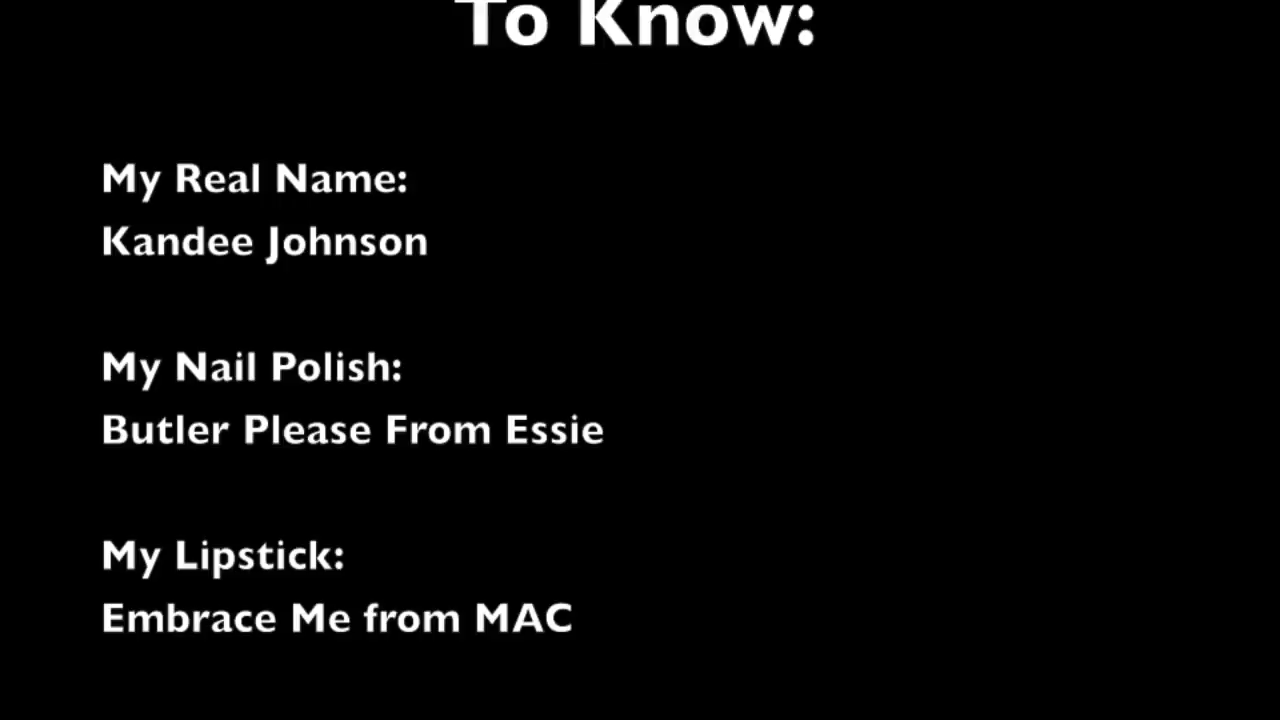 To Know:
My Real Name:
Kandee Johnson
My Nail Polish:
Butler Please From Essie
My Lipstick:
Embrace Me from MAC